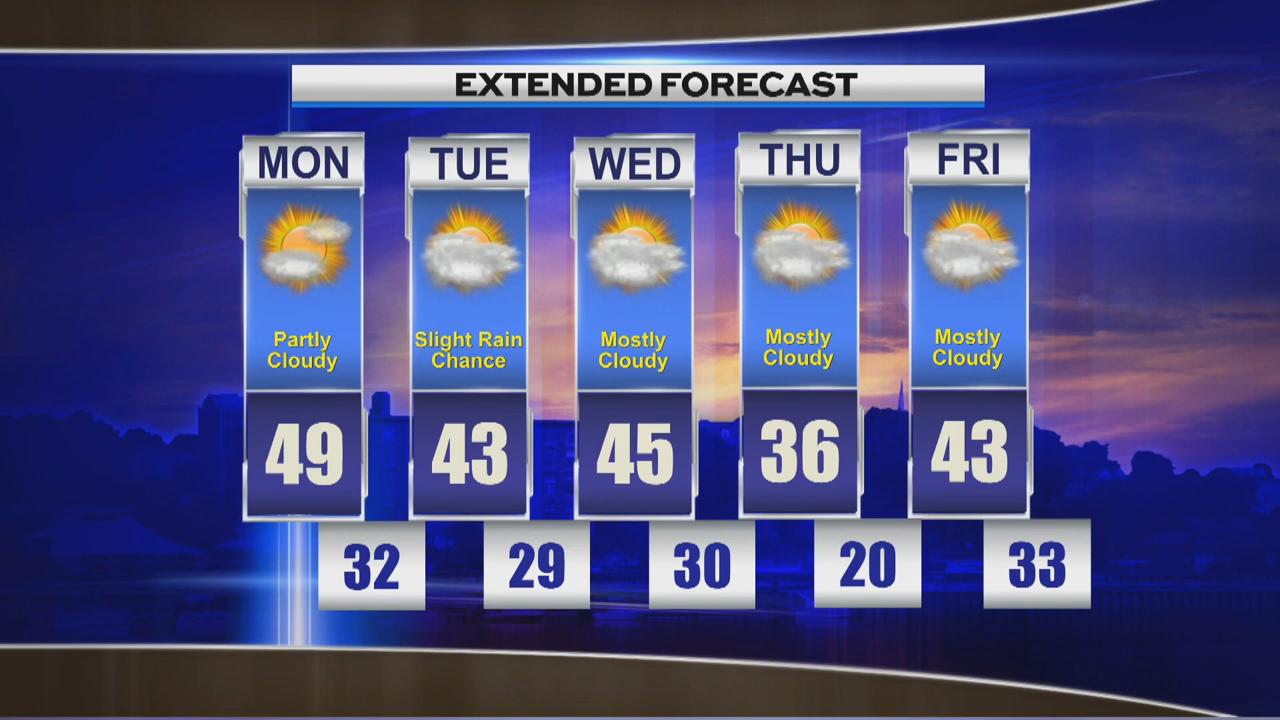 EXTENDED FORECAST
MON TUE WED THU FRI
Partly Slight Rain Mostly Mostly Mostly
Cloudy Chance Cloudy Cloudy Cloudy
49 43 45 36 43
32 29 30 20 33